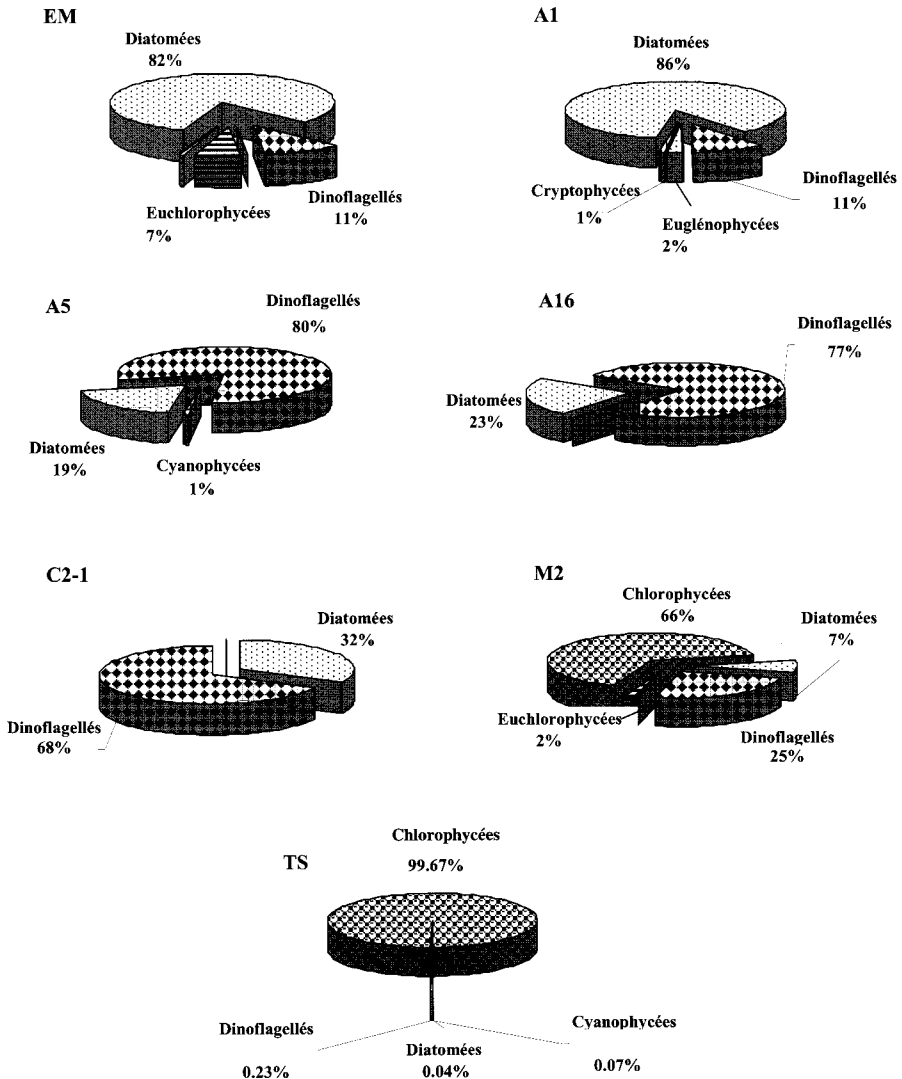 EM
Diatomées
82%
Euchlorophycées
7%
Dinoflagellés
11%
A1
Diatomées
86%
Cryptophycées
1%
Euglénophycées
2%
Dinoflagellés
11%
A5
Dinoflagellés
80%
Diatomées
19%
Cyanophycées
1%
A16
Dinoflagellés
77%
Diatomées
23%
C2-1
Diatomées
32%
Dinoflagellés
68%
M2
Chlorophycées
66%
Diatomées
7%
Euchlorophycées
2%
Dinoflagellés
25%
TS
Chlorophycées
99.67%
Dinoflagellés
0.23%
Diatomées
0.04%
Cyanophycées
0.07%